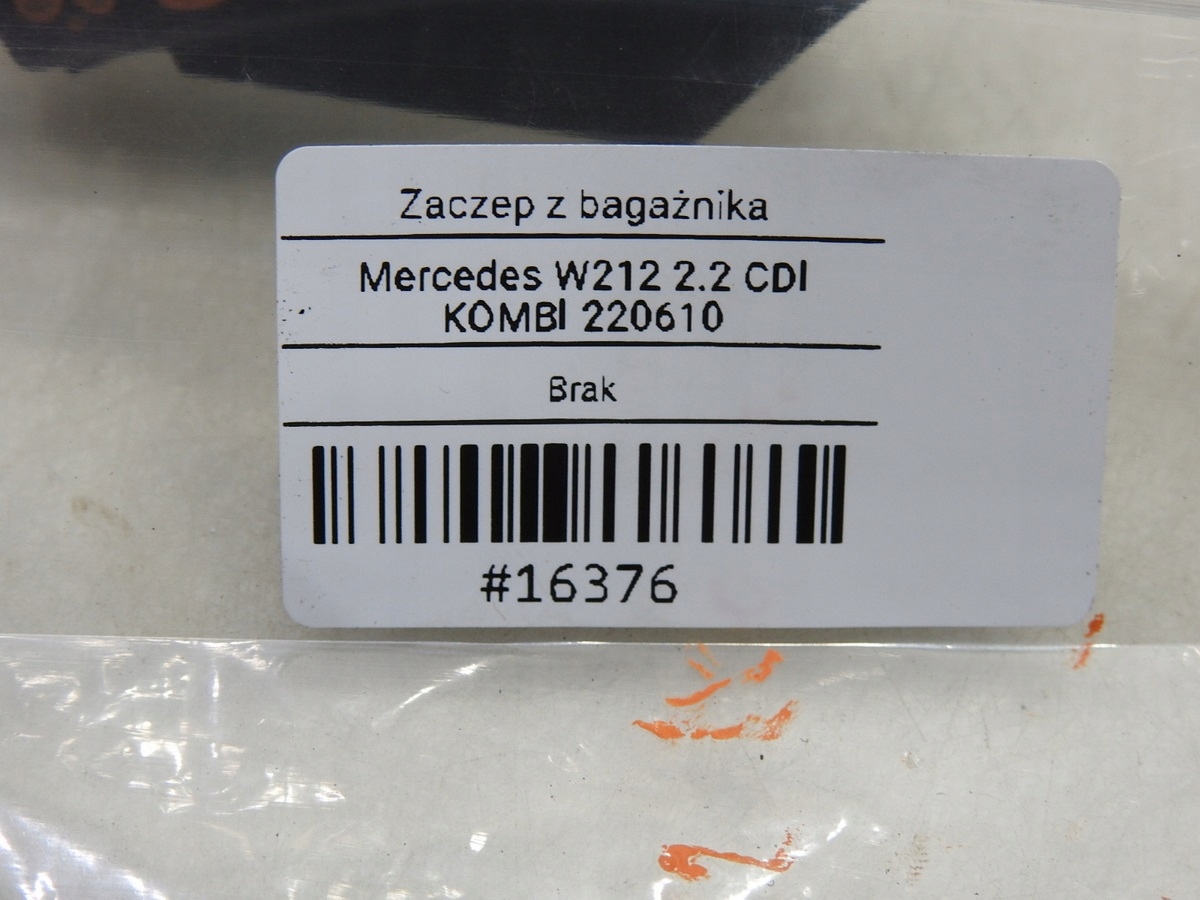 Zaczep z bagażnika
Mercedes W212 2.2 CDI
KOMBI 220610
Brak
#16376